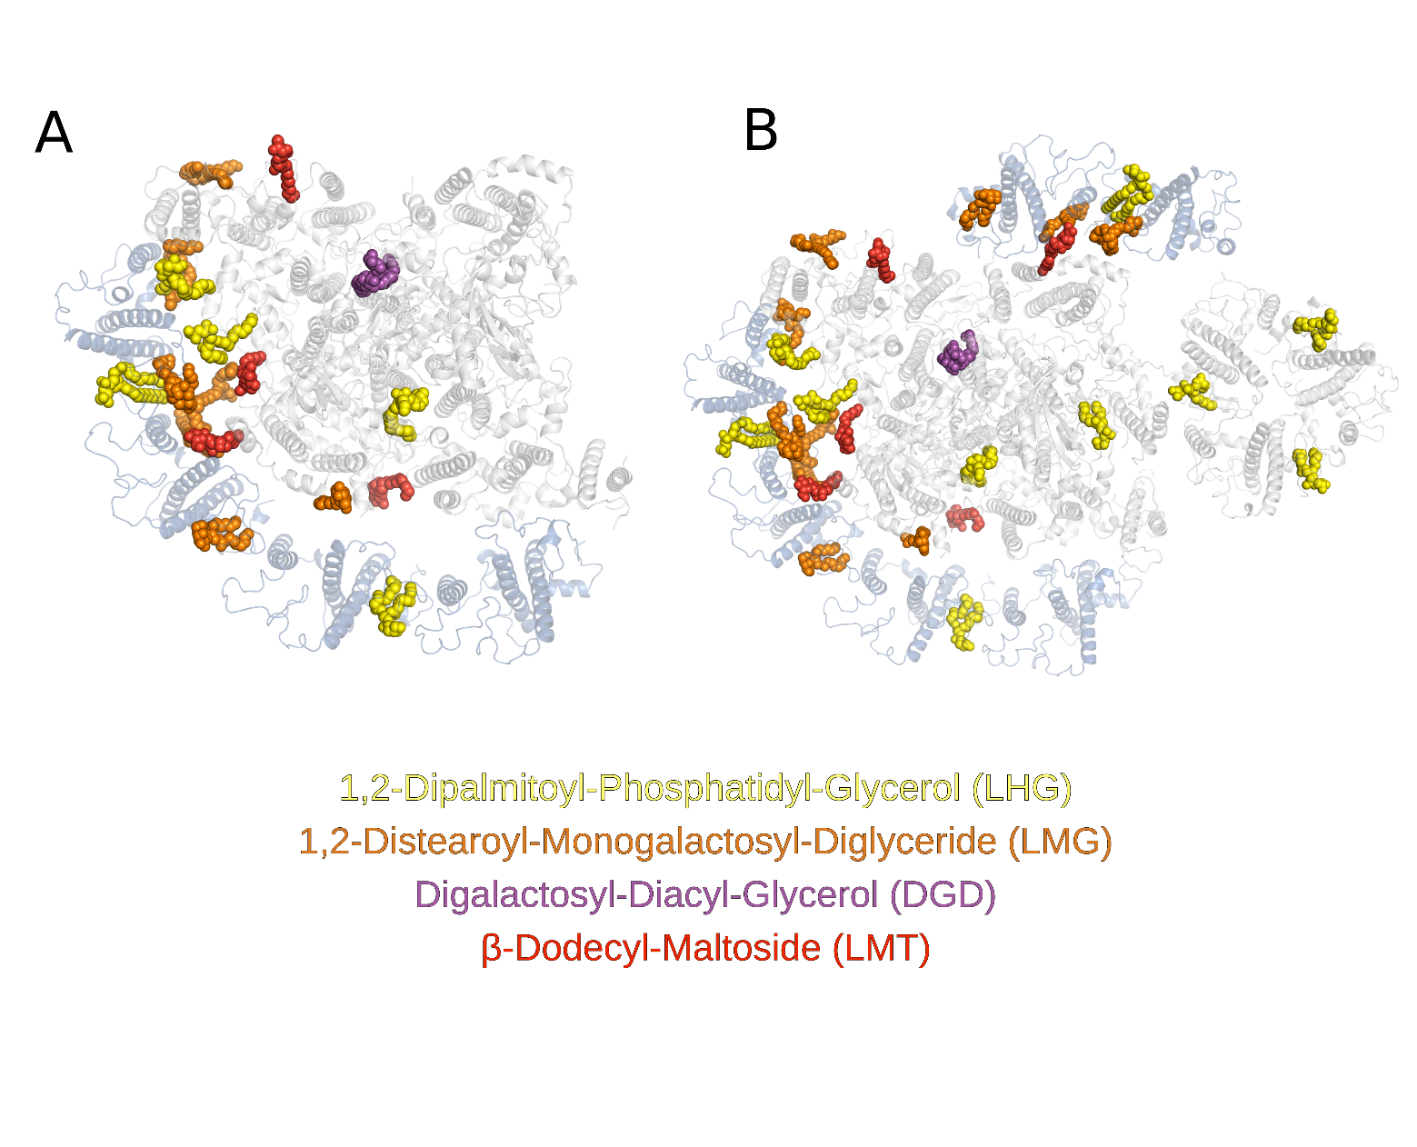 A
B
1,2-Dipalmitoyl-Phosphatidyl-Glycerol (LHG)
1,2-Distearoyl-Monogalactosyl-Diglyceride (LMG)
Digalactosyl-Diacyl-Glycerol (DGD)
β-Dodecyl-Maltoside (LMT)